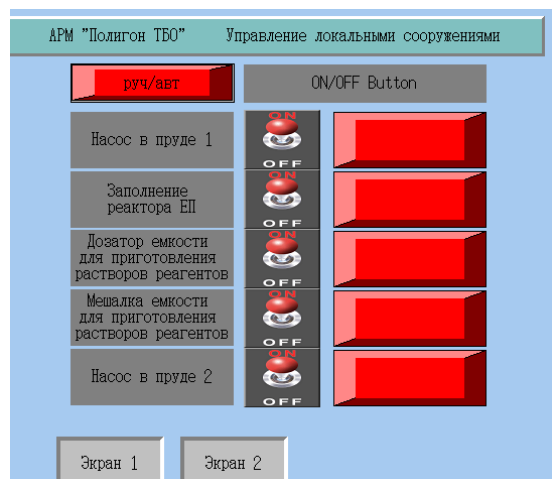 АРМ "Полигон ТБО" Управление локальными сооружениями
руч/авт
ON/OFF Button
Насос в пруде 1
ON
OFF
Заполнение
реактора ЕП
ON
OFF
Дозатор емкости
для приготовления
растворов реагентов
ON
OFF
Мешалка емкости
для приготовления
растворов реагентов
ON
OFF
Насос в пруде 2
ON
OFF
Экран 1
Экран 2